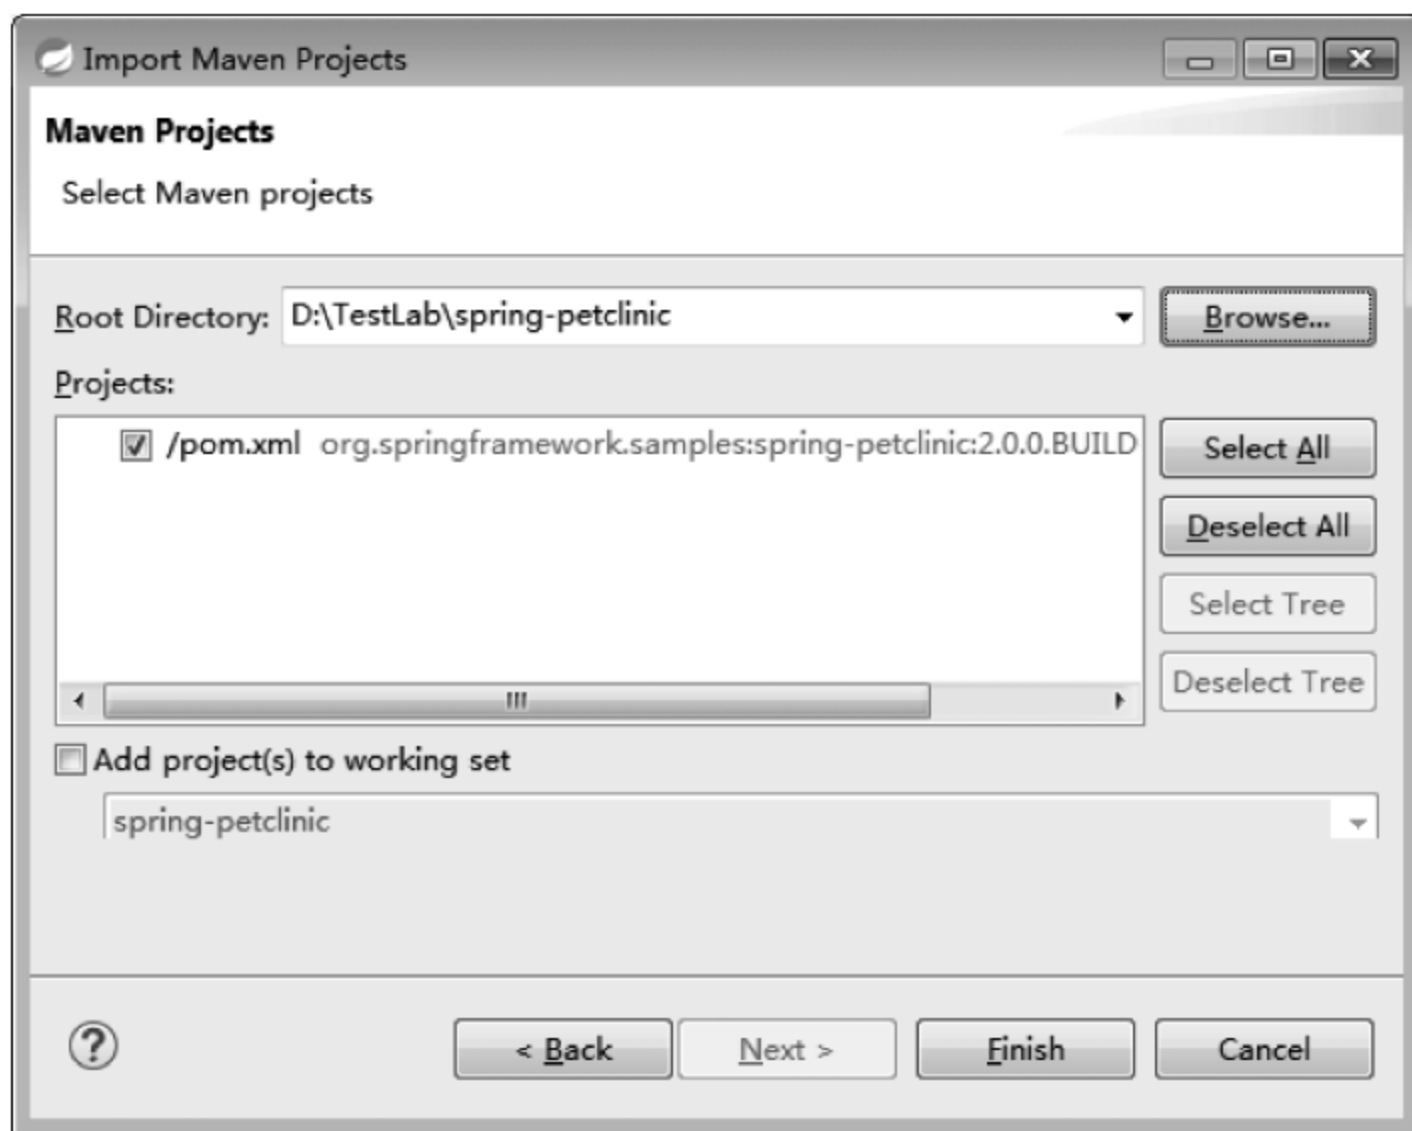 Import Maven Projects
Maven Projects
Select Maven projects
Root Directory: D:\TestLab\spring-petclinic Browse...
Projects:
/pom.xml org.springframework.samples:spring-petclinic:2.0.0.BUILD
Select All
Deselect All
Select Tree
Deselect Tree
Add project(s) to working set
spring-petclinic
? < Back Next > Finish Cancel